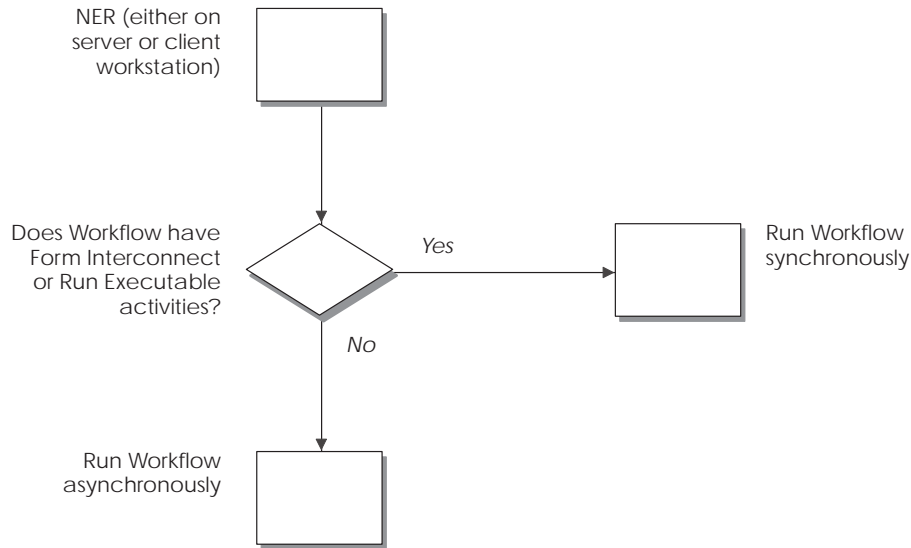 NER (either on
server or client
workstation)
Does Workflow have
Form Interconnect
or Run Executable
activities?
Yes
Run Workflow
synchronously
No
Run Workflow
asynchronously